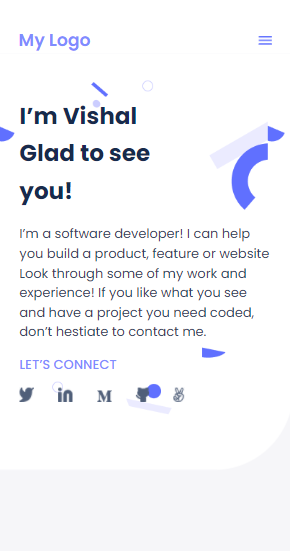 My Logo
I’m Vishal
Glad to see
you!
I’m a software developer! I can help
you build a product, feature or website
Look through some of my work and
experience! If you like what you see
and have a project you need coded,
don’t hestiate to contact me.
LET’S CONNECT